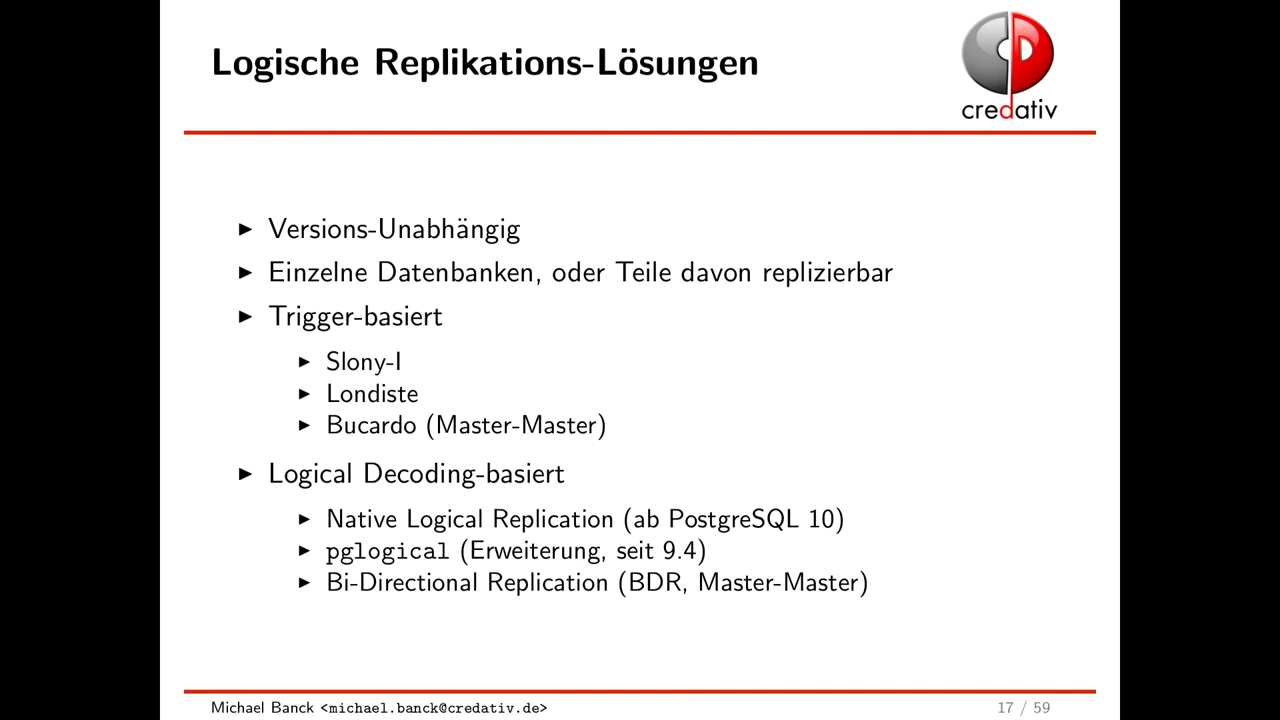 Logische Replikations-Lösungen
credativ
▶ Versions-Unabhängig
▶ Einzelne Datenbanken, oder Teile davon replizierbar
▶ Trigger-basiert
▶ Slony-I
▶ Londiste
▶ Bucardo (Master-Master)
▶ Logical Decoding-basiert
▶ Native Logical Replication (ab PostgreSQL 10)
▶ pglogical (Erweiterung, seit 9.4)
▶ Bi-Directional Replication (BDR, Master-Master)
Michael Banck <michael.banck@credativ.de>
17 / 59